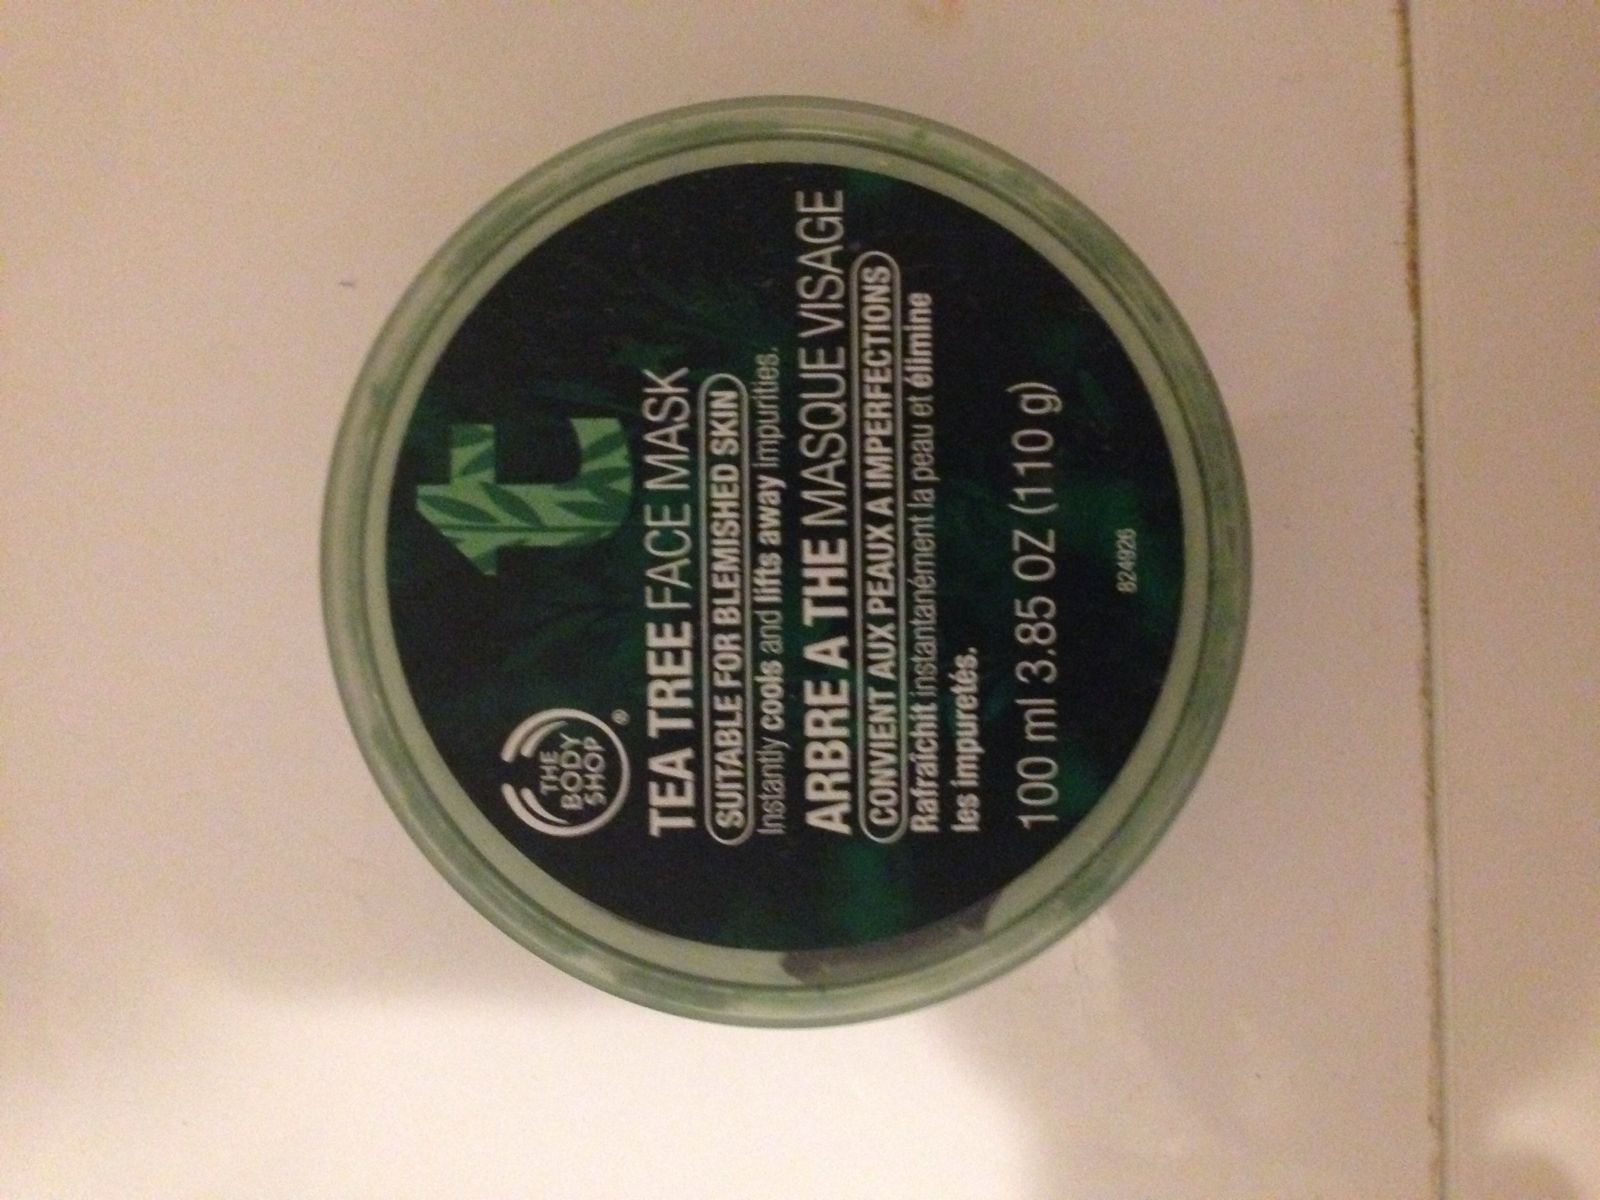 THE
BODY
SHOP
®
t
TEA TREE FACE MASK
SUITABLE FOR BLEMISHED SKIN
Instantly cools and lifts away impurities.
ARBRE A THE MASQUE VISAGE
CONVIENT AUX PEAUX A IMPERFECTIONS
Rafraîchit instantanément la peau et élimine
les impuretés.
100 ml 3.85 OZ (110 g)
824926